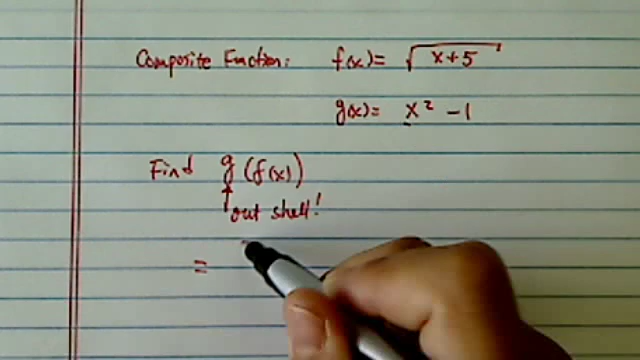 Composite Function: f(x) = √x+5
g(x) = x² - 1
Find g (f(x))
out shell!
=